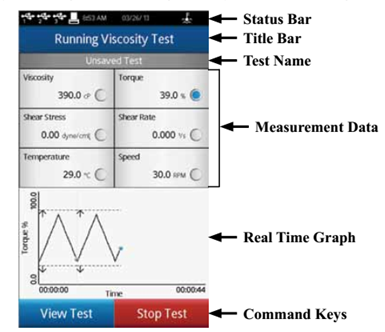 8:53 AM 03/26/13 Status Bar
Running Viscosity Test Title Bar
Unsaved Test Test Name
Viscosity Torque
390.0 cP 39.0 %
Shear Stress Shear Rate
0.00 dyne/cm² 0.000 1/s
Measurement Data
Temperature Speed
29.0 °C 30.0 RPM
100.0
Torque %
0.0
Real Time Graph
00:00:00 Time 00:00:44
View Test Stop Test Command Keys